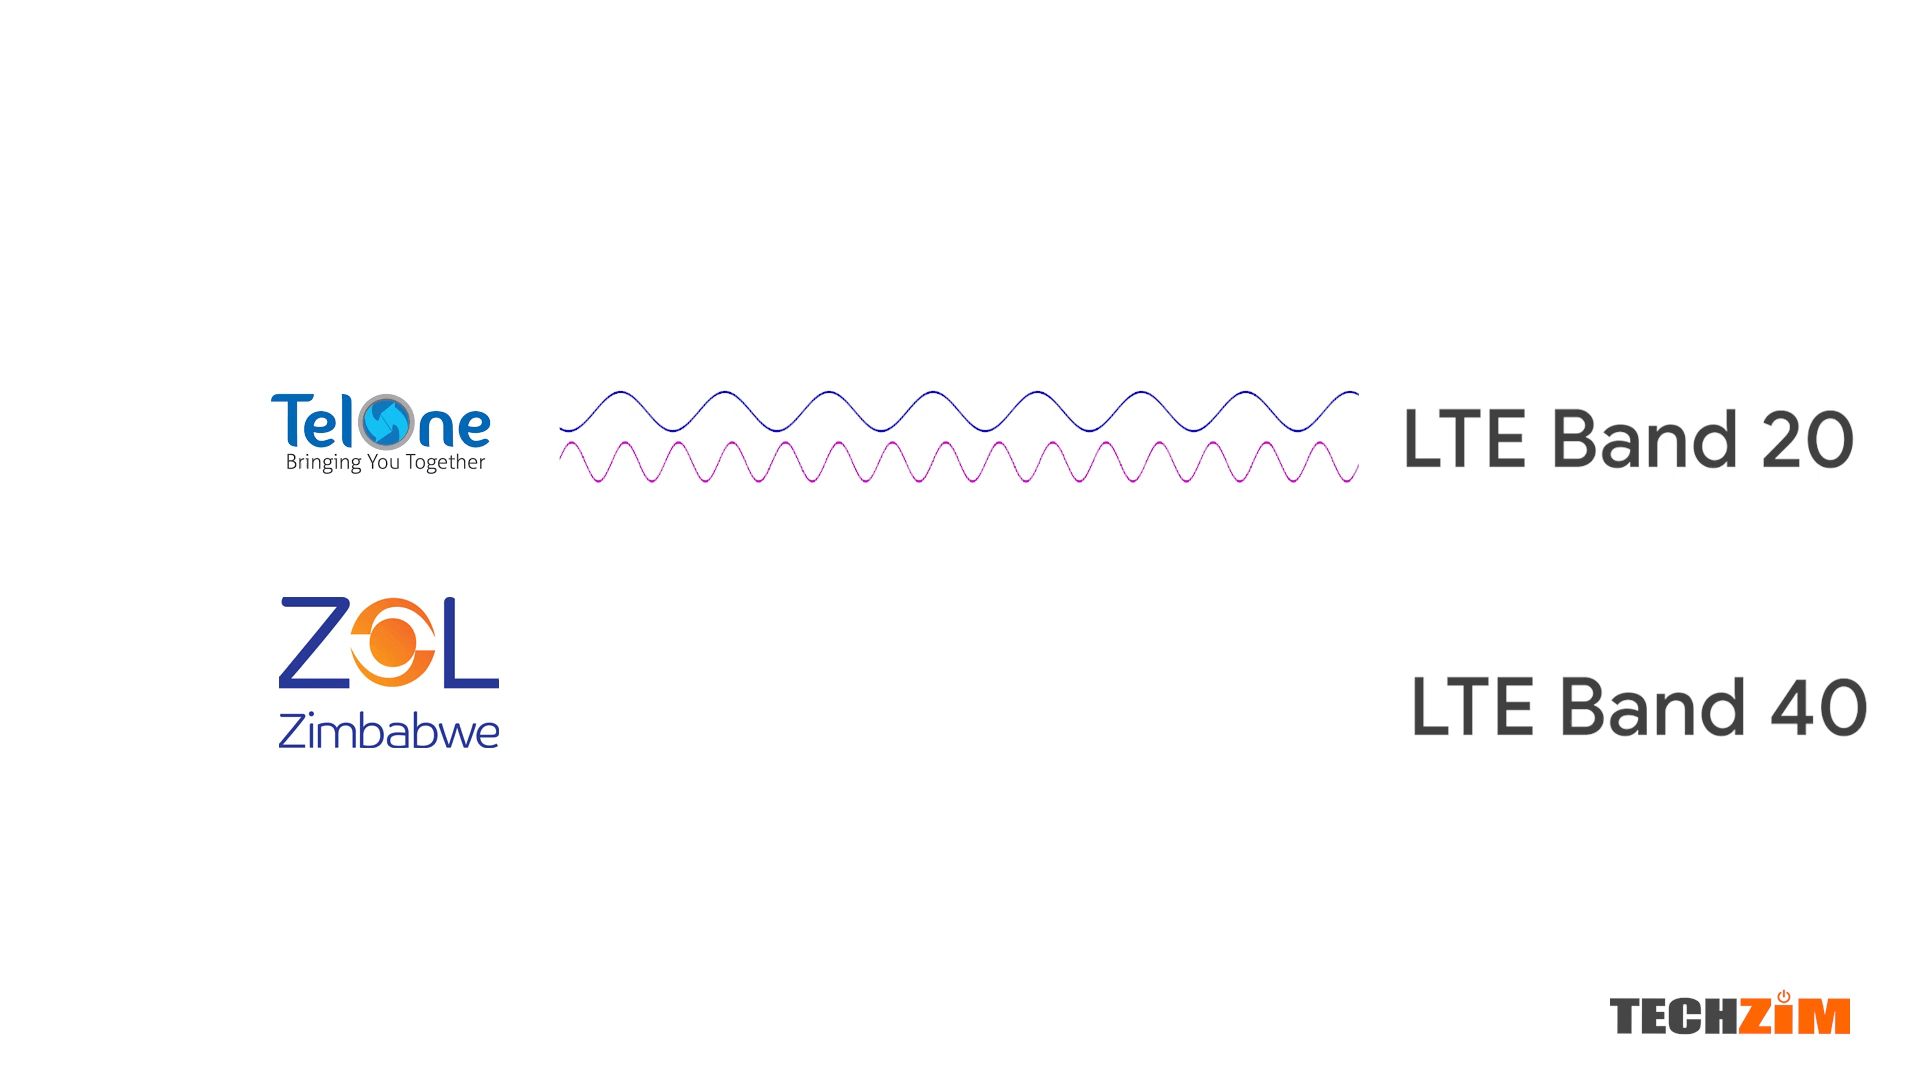 TelOne
Bringing You Together
LTE Band 20
ZOL
Zimbabwe
LTE Band 40
TECHZiM